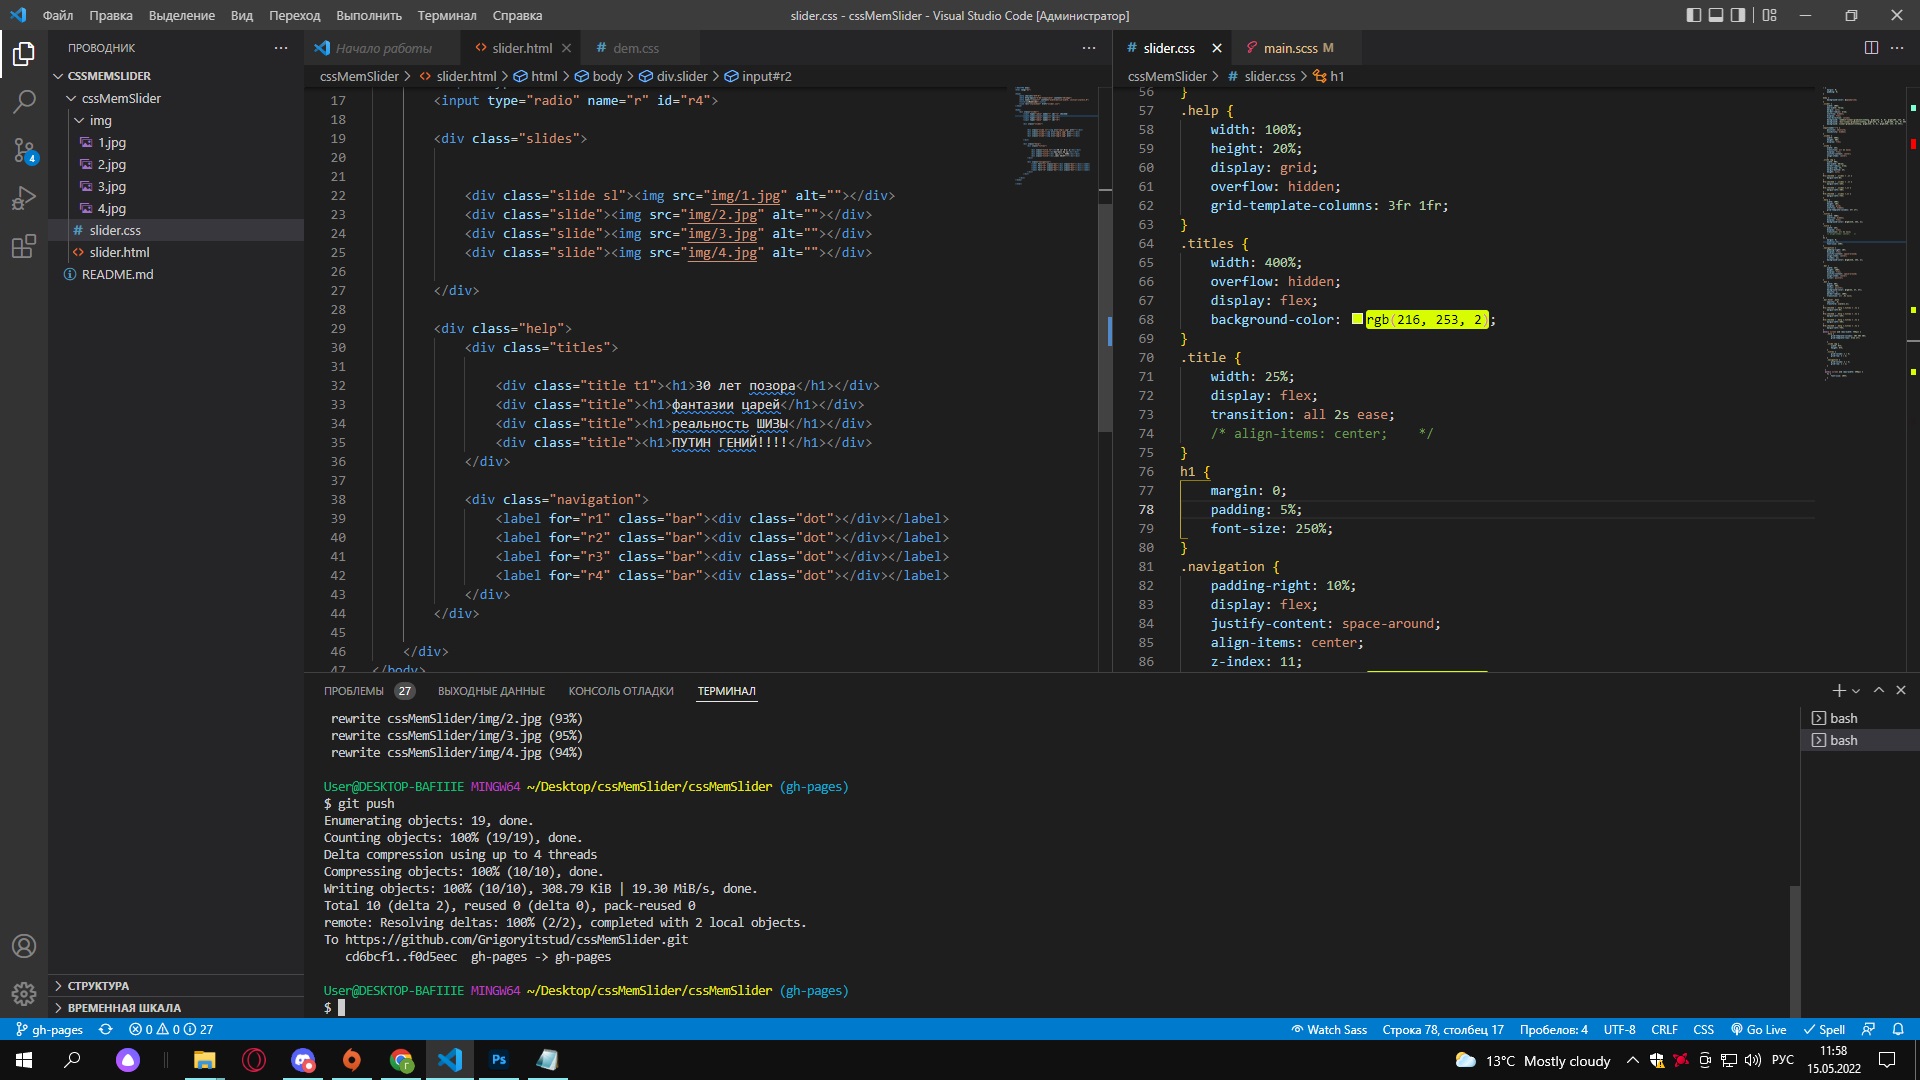 Файл Правка Выделение Вид Переход Выполнить Терминал Справка
slider.css - cssMemSlider - Visual Studio Code [Администратор]
ПРОВОДНИК
CSSMEMSLIDER
cssMemSlider
img
1.jpg
2.jpg
3.jpg
4.jpg
slider.css
slider.html
README.md
СТРУКТУРА
ВРЕМЕННАЯ ШКАЛА
4
Начало работы slider.html dem.css
cssMemSlider > slider.html > html > body > div.slider > input#r2
17 <input type="radio" name="r" id="r4">
18
19 <div class="slides">
20
21
22 <div class="slide sl"><img src="img/1.jpg" alt=""></div>
23 <div class="slide"><img src="img/2.jpg" alt=""></div>
24 <div class="slide"><img src="img/3.jpg" alt=""></div>
25 <div class="slide"><img src="img/4.jpg" alt=""></div>
26
27 </div>
28
29 <div class="help">
30 <div class="titles">
31
32 <div class="title t1"><h1>30 лет позора</h1></div>
33 <div class="title"><h1>фантазии царей</h1></div>
34 <div class="title"><h1>реальность ШИЗЫ</h1></div>
35 <div class="title"><h1>ПУТИН ГЕНИЙ!!!!</h1></div>
36 </div>
37
38 <div class="navigation">
39 <label for="r1" class="bar"><div class="dot"></div></label>
40 <label for="r2" class="bar"><div class="dot"></div></label>
41 <label for="r3" class="bar"><div class="dot"></div></label>
42 <label for="r4" class="bar"><div class="dot"></div></label>
43 </div>
44 </div>
45
46 </div>
47 </body>
slider.css main.scss M
cssMemSlider > slider.css > h1
56 }
57 .help {
58 width: 100%;
59 height: 20%;
60 display: grid;
61 overflow: hidden;
62 grid-template-columns: 3fr 1fr;
63 }
64 .titles {
65 width: 400%;
66 overflow: hidden;
67 display: flex;
68 background-color: rgb(216, 253, 2);
69 }
70 .title {
71 width: 25%;
72 display: flex;
73 transition: all 2s ease;
74 /* align-items: center; */
75 }
76 h1 {
77 margin: 0;
78 padding: 5%;
79 font-size: 250%;
80 }
81 .navigation {
82 padding-right: 10%;
83 display: flex;
84 justify-content: space-around;
85 align-items: center;
86 z-index: 11;
ПРОБЛЕМЫ 27 ВЫХОДНЫЕ ДАННЫЕ КОНСОЛЬ ОТЛАДКИ ТЕРМИНАЛ
bash
bash
rewrite cssMemSlider/img/2.jpg (93%)
rewrite cssMemSlider/img/3.jpg (95%)
rewrite cssMemSlider/img/4.jpg (94%)
User@DESKTOP-BAFIIIE MINGW64 ~/Desktop/cssMemSlider/cssMemSlider (gh-pages)
$ git push
Enumerating objects: 19, done.
Counting objects: 100% (19/19), done.
Delta compression using up to 4 threads
Compressing objects: 100% (10/10), done.
Writing objects: 100% (10/10), 308.79 KiB | 19.30 MiB/s, done.
Total 10 (delta 2), reused 0 (delta 0), pack-reused 0
remote: Resolving deltas: 100% (2/2), completed with 2 local objects.
To https://github.com/Grigoryitstud/cssMemSlider.git
cd6bcf1..f0d5eec gh-pages -> gh-pages
User@DESKTOP-BAFIIIE MINGW64 ~/Desktop/cssMemSlider/cssMemSlider (gh-pages)
$
gh-pages 0 0 27
Watch Sass Строка 78, столбец 17 Пробелов: 4 UTF-8 CRLF CSS Go Live Spell
Ps
13°C Mostly cloudy РУС
11:58
15.05.2022